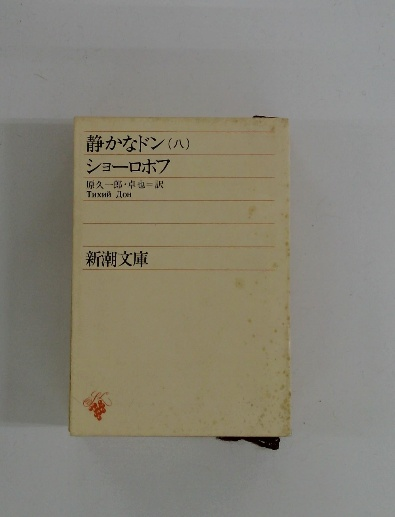 静かなドン(八)
ショーロホフ
原久一郎・卓也=訳
Тихий Дон
新潮文庫